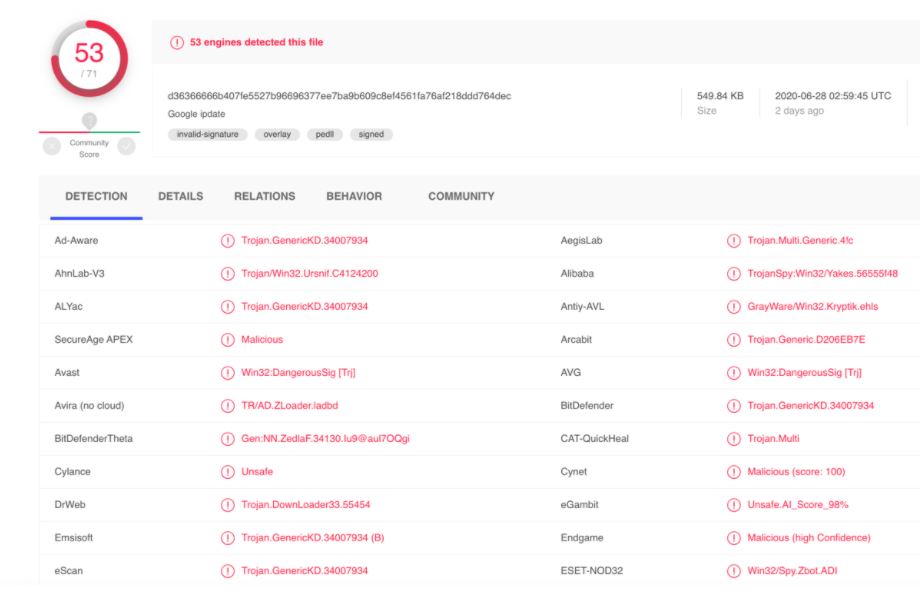 53
/ 71
Community
Score
53 engines detected this file
d36366666b407fe5527b96696377ee7ba9b609c8ef4561fa76af218ddd764dec
Google ipdate
invalid-signature overlay pedll signed
549.84 KB
Size
2020-06-28 02:59:45 UTC
2 days ago
DETECTION DETAILS RELATIONS BEHAVIOR COMMUNITY
Ad-Aware Trojan.GenericKD.34007934 AegisLab Trojan.Multi.Generic.4!c
AhnLab-V3 Trojan/Win32.Ursnif.C4124200 Alibaba TrojanSpy:Win32/Yakes.56555f48
ALYac Trojan.GenericKD.34007934 Antiy-AVL GrayWare/Win32.Kryptik.ehls
SecureAge APEX Malicious Arcabit Trojan.Generic.D206EB7E
Avast Win32:DangerousSig [Trj] AVG Win32:DangerousSig [Trj]
Avira (no cloud) TR/AD.ZLoader.ladbd BitDefender Trojan.GenericKD.34007934
BitDefenderTheta Gen:NN.ZedlaF.34130.Iu9@aul7OQgi CAT-QuickHeal Trojan.Multi
Cylance Unsafe Cynet Malicious (score: 100)
DrWeb Trojan.DownLoader33.55454 eGambit Unsafe.AI_Score_98%
Emsisoft Trojan.GenericKD.34007934 (B) Endgame Malicious (high Confidence)
eScan Trojan.GenericKD.34007934 ESET-NOD32 Win32/Spy.Zbot.ADI